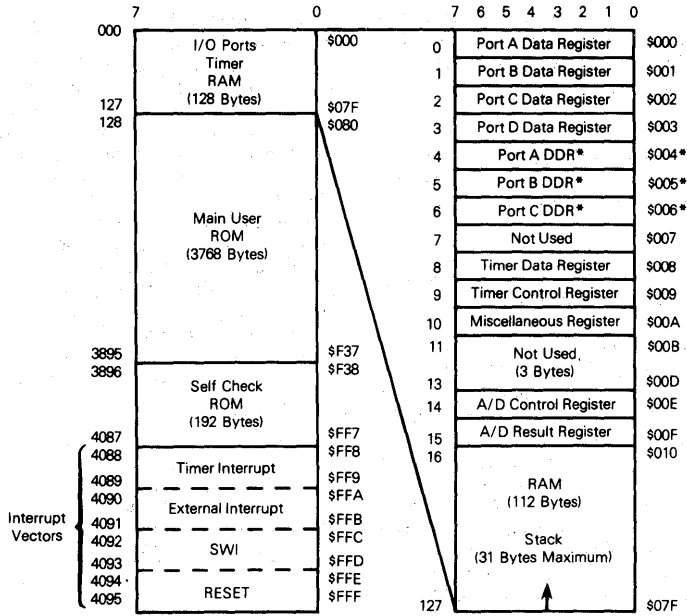 7 0
000 $000
I/O Ports
Timer
RAM
(128 Bytes)
127 $07F
128 $080
Main User
ROM
(3768 Bytes)
3895 $F37
3896 $F38
Self Check
ROM
(192 Bytes)
4087 $FF7
4088 $FF8
Timer Interrupt
4089 $FF9
4090 $FFA
External Interrupt
4091 $FFB
4092 $FFC
SWI
4093 $FFD
4094 $FFE
RESET
4095 $FFF
Interrupt
Vectors
7 6 5 4 3 2 1 0
0 Port A Data Register $000
1 Port B Data Register $001
2 Port C Data Register $002
3 Port D Data Register $003
4 Port A DDR* $004*
5 Port B DDR* $005*
6 Port C DDR* $006*
7 Not Used $007
8 Timer Data Register $008
9 Timer Control Register $009
10 Miscellaneous Register $00A
11 $00B
Not Used
(3 Bytes)
13 $00D
14 A/D Control Register $00E
15 A/D Result Register $00F
16 $010
RAM
(112 Bytes)
Stack
(31 Bytes Maximum)
127 $07F